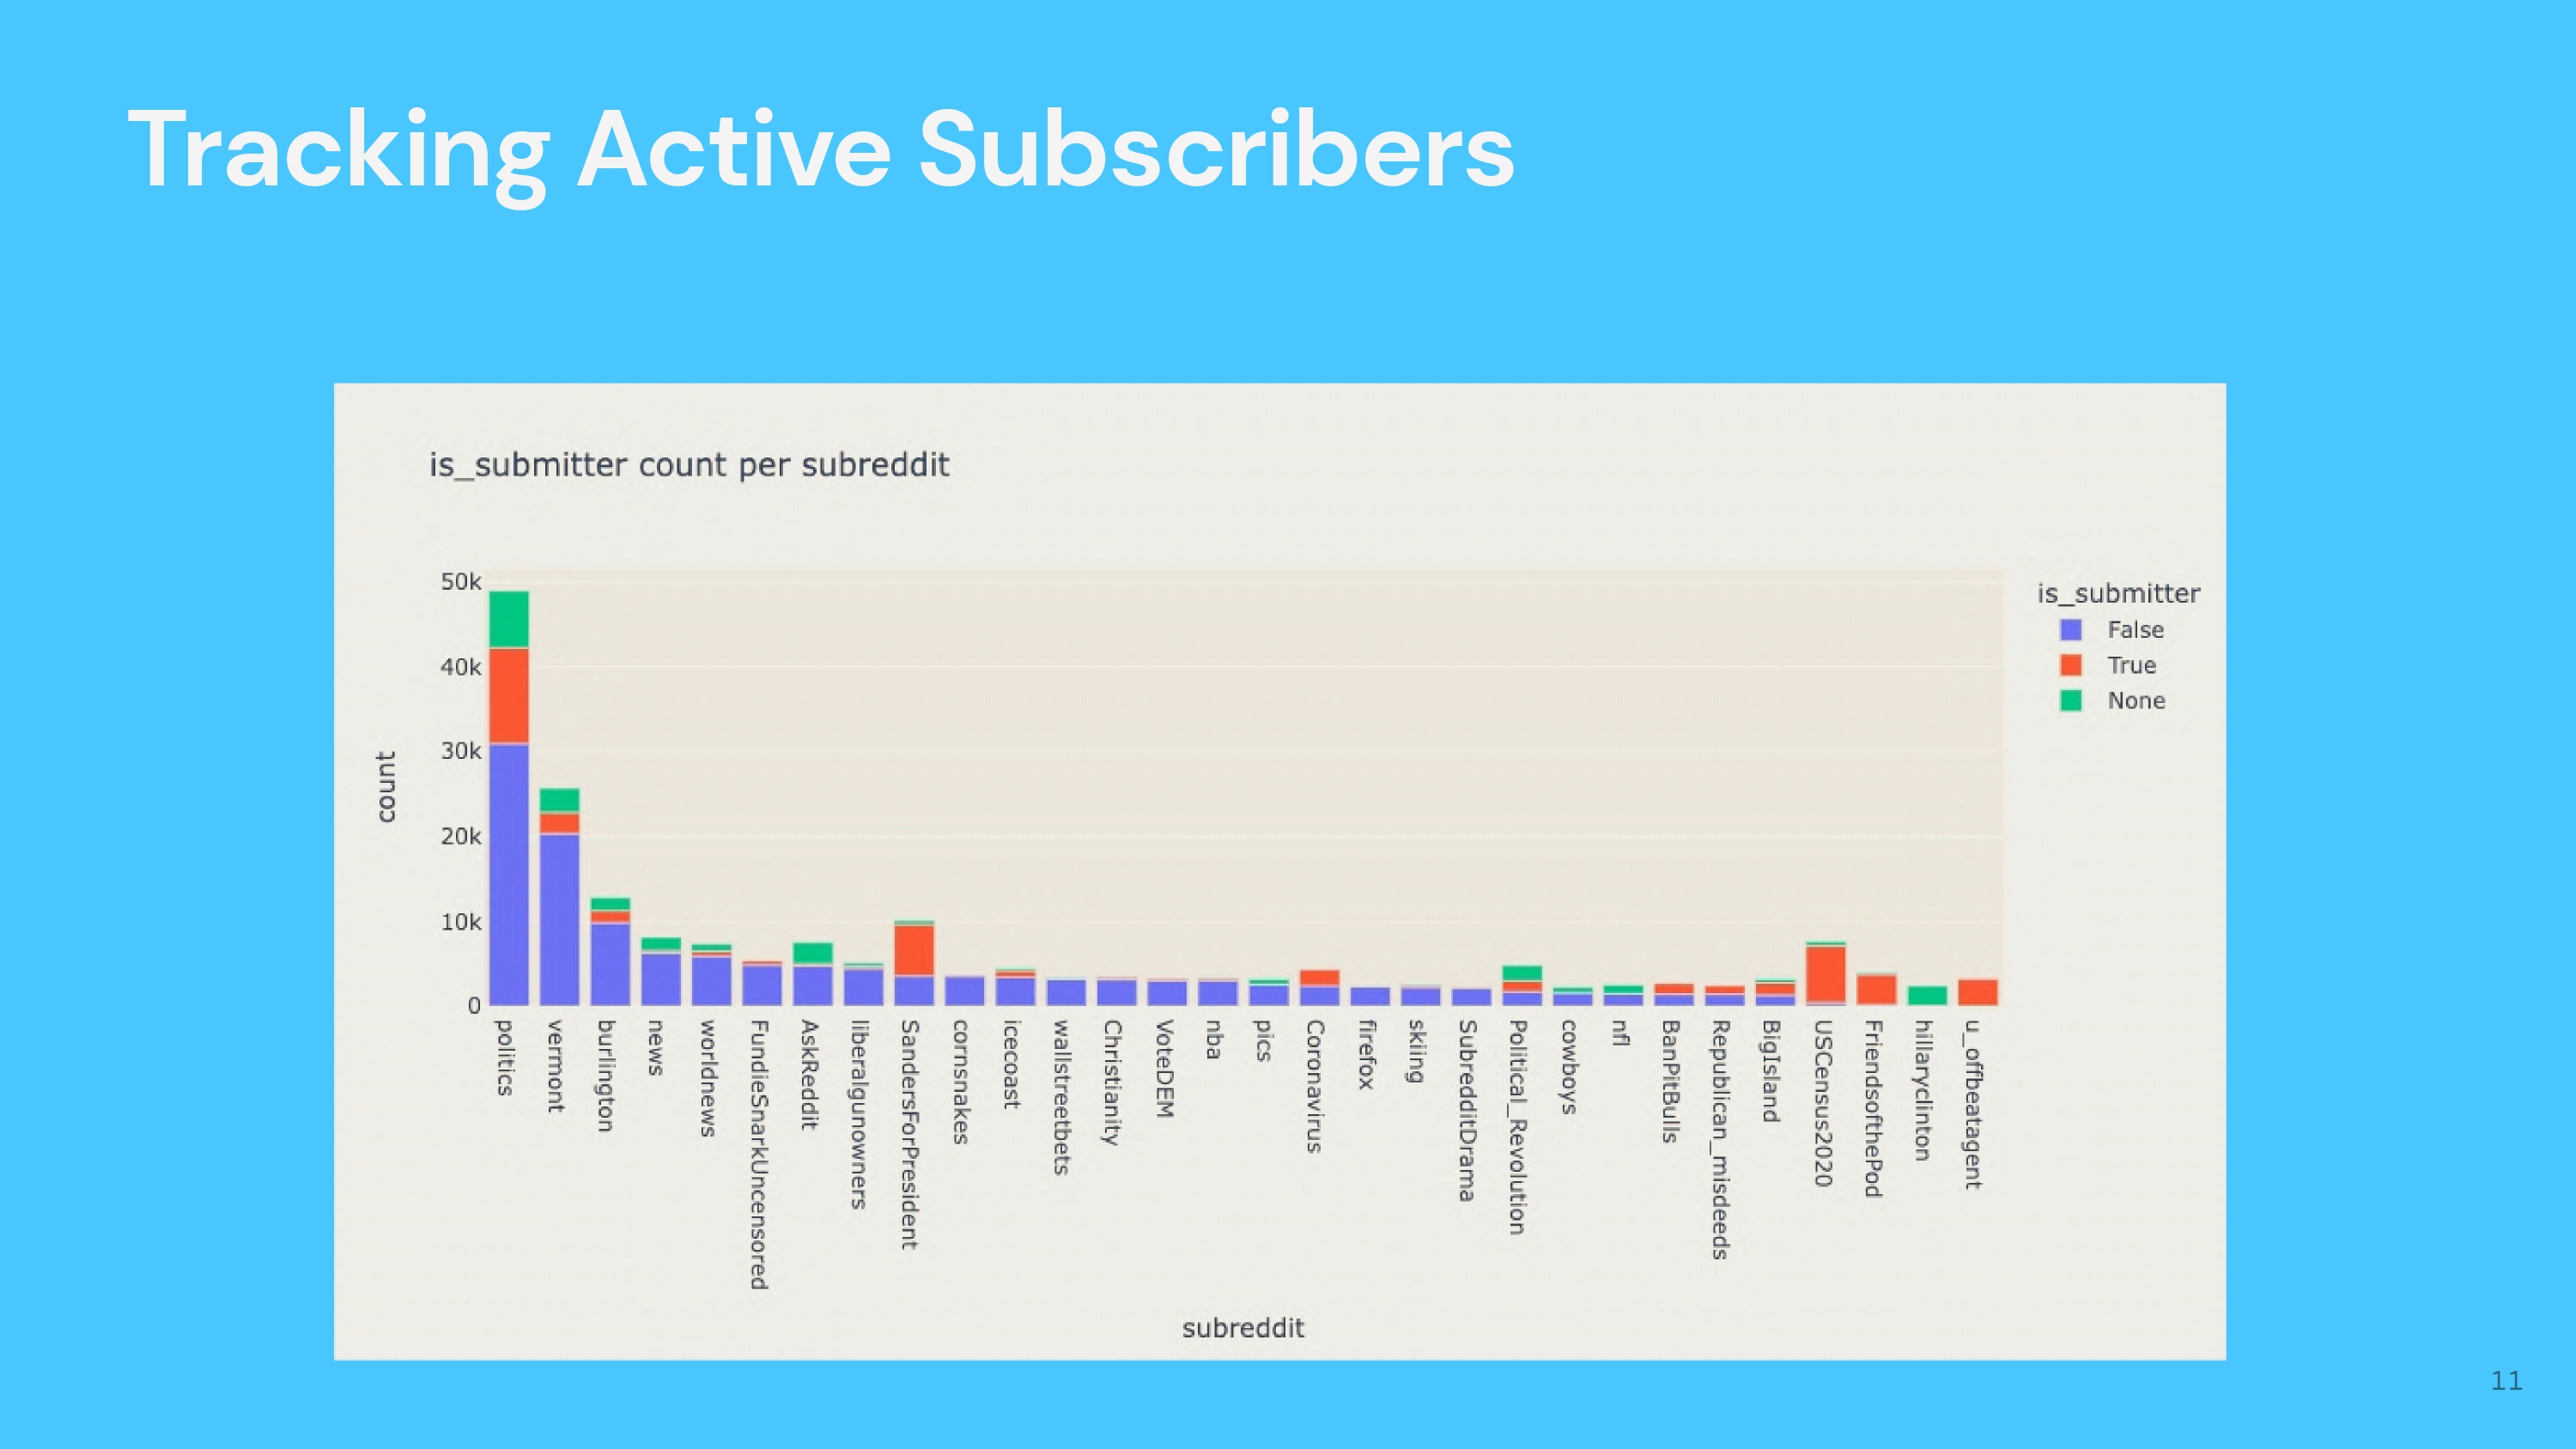 Tracking Active Subscribers
is_submitter count per subreddit
50k
40k
30k
20k
10k
0
count
is_submitter
False
True
None
politics
vermont
burlington
news
worldnews
FundieSnarkUncensored
AskReddit
liberalgunowners
SandersForPresident
cornsnakes
icecoast
wallstreetbets
Christianity
VoteDEM
nba
pics
Coronavirus
firefox
skiing
SubredditDrama
Political_Revolution
cowboys
nfl
BanPitBulls
Republican_misdeeds
BigIsland
USCensus2020
FriendsofthePod
hillaryclinton
u_offbeatagent
subreddit
11